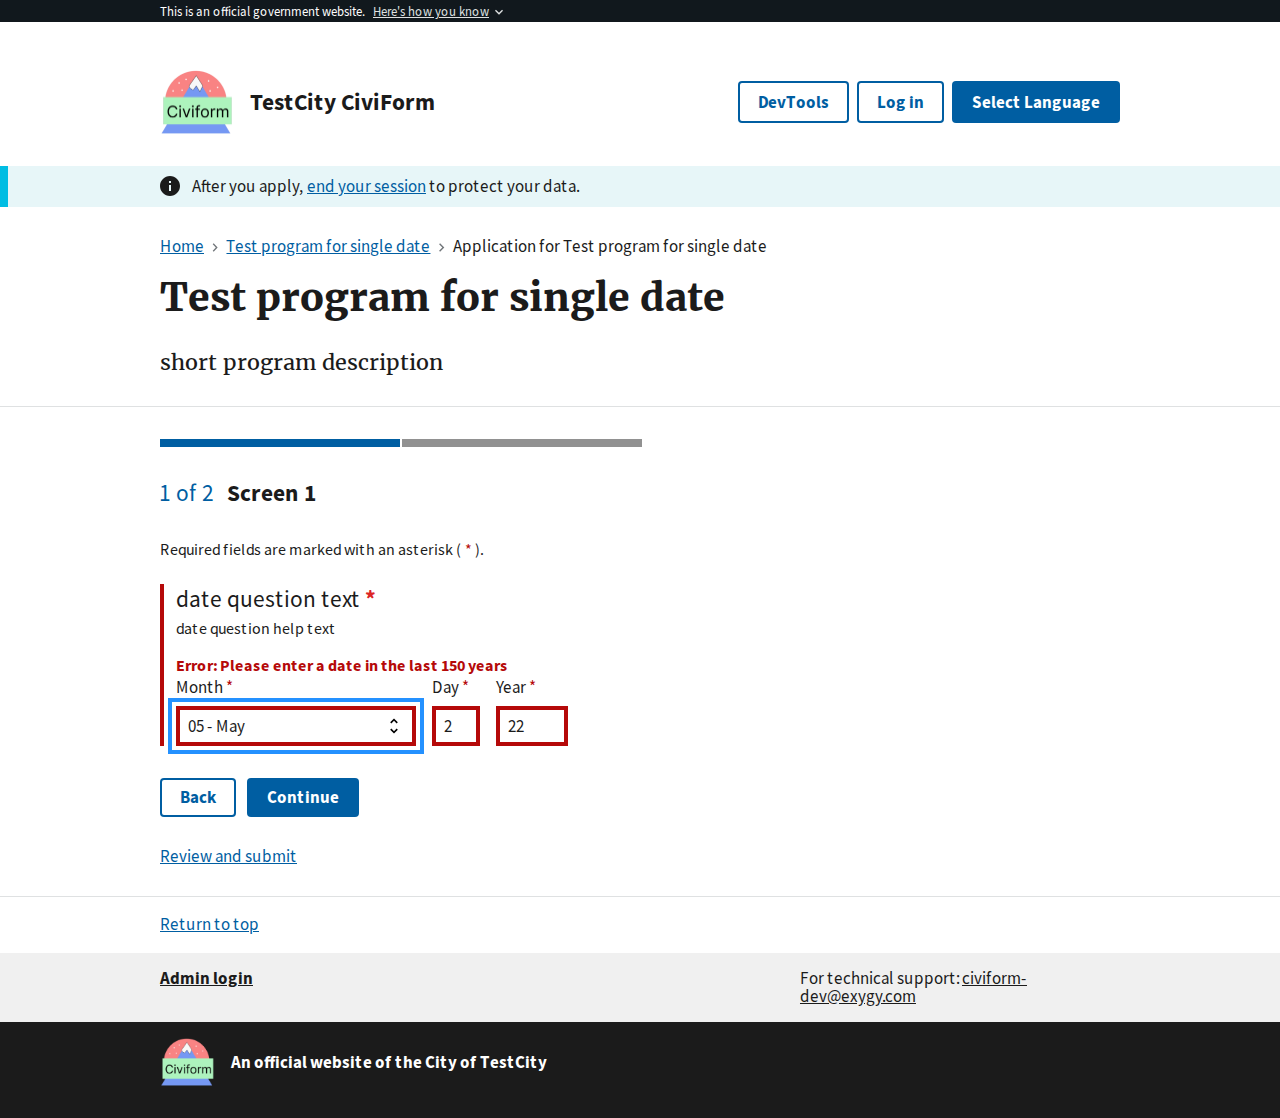 This is an official government website. Here's how you know
Civiform
TestCity CiviForm
DevTools
Log in
Select Language
After you apply, end your session to protect your data.
Home > Test program for single date > Application for Test program for single date
Test program for single date
short program description
1 of 2 Screen 1
Required fields are marked with an asterisk ( * ).
date question text *
date question help text
Error: Please enter a date in the last 150 years
Month * Day * Year *
05 - May 2 22
Back Continue
Review and submit
Return to top
Admin login
For technical support: civiform-
dev@exygy.com
Civiform
An official website of the City of TestCity